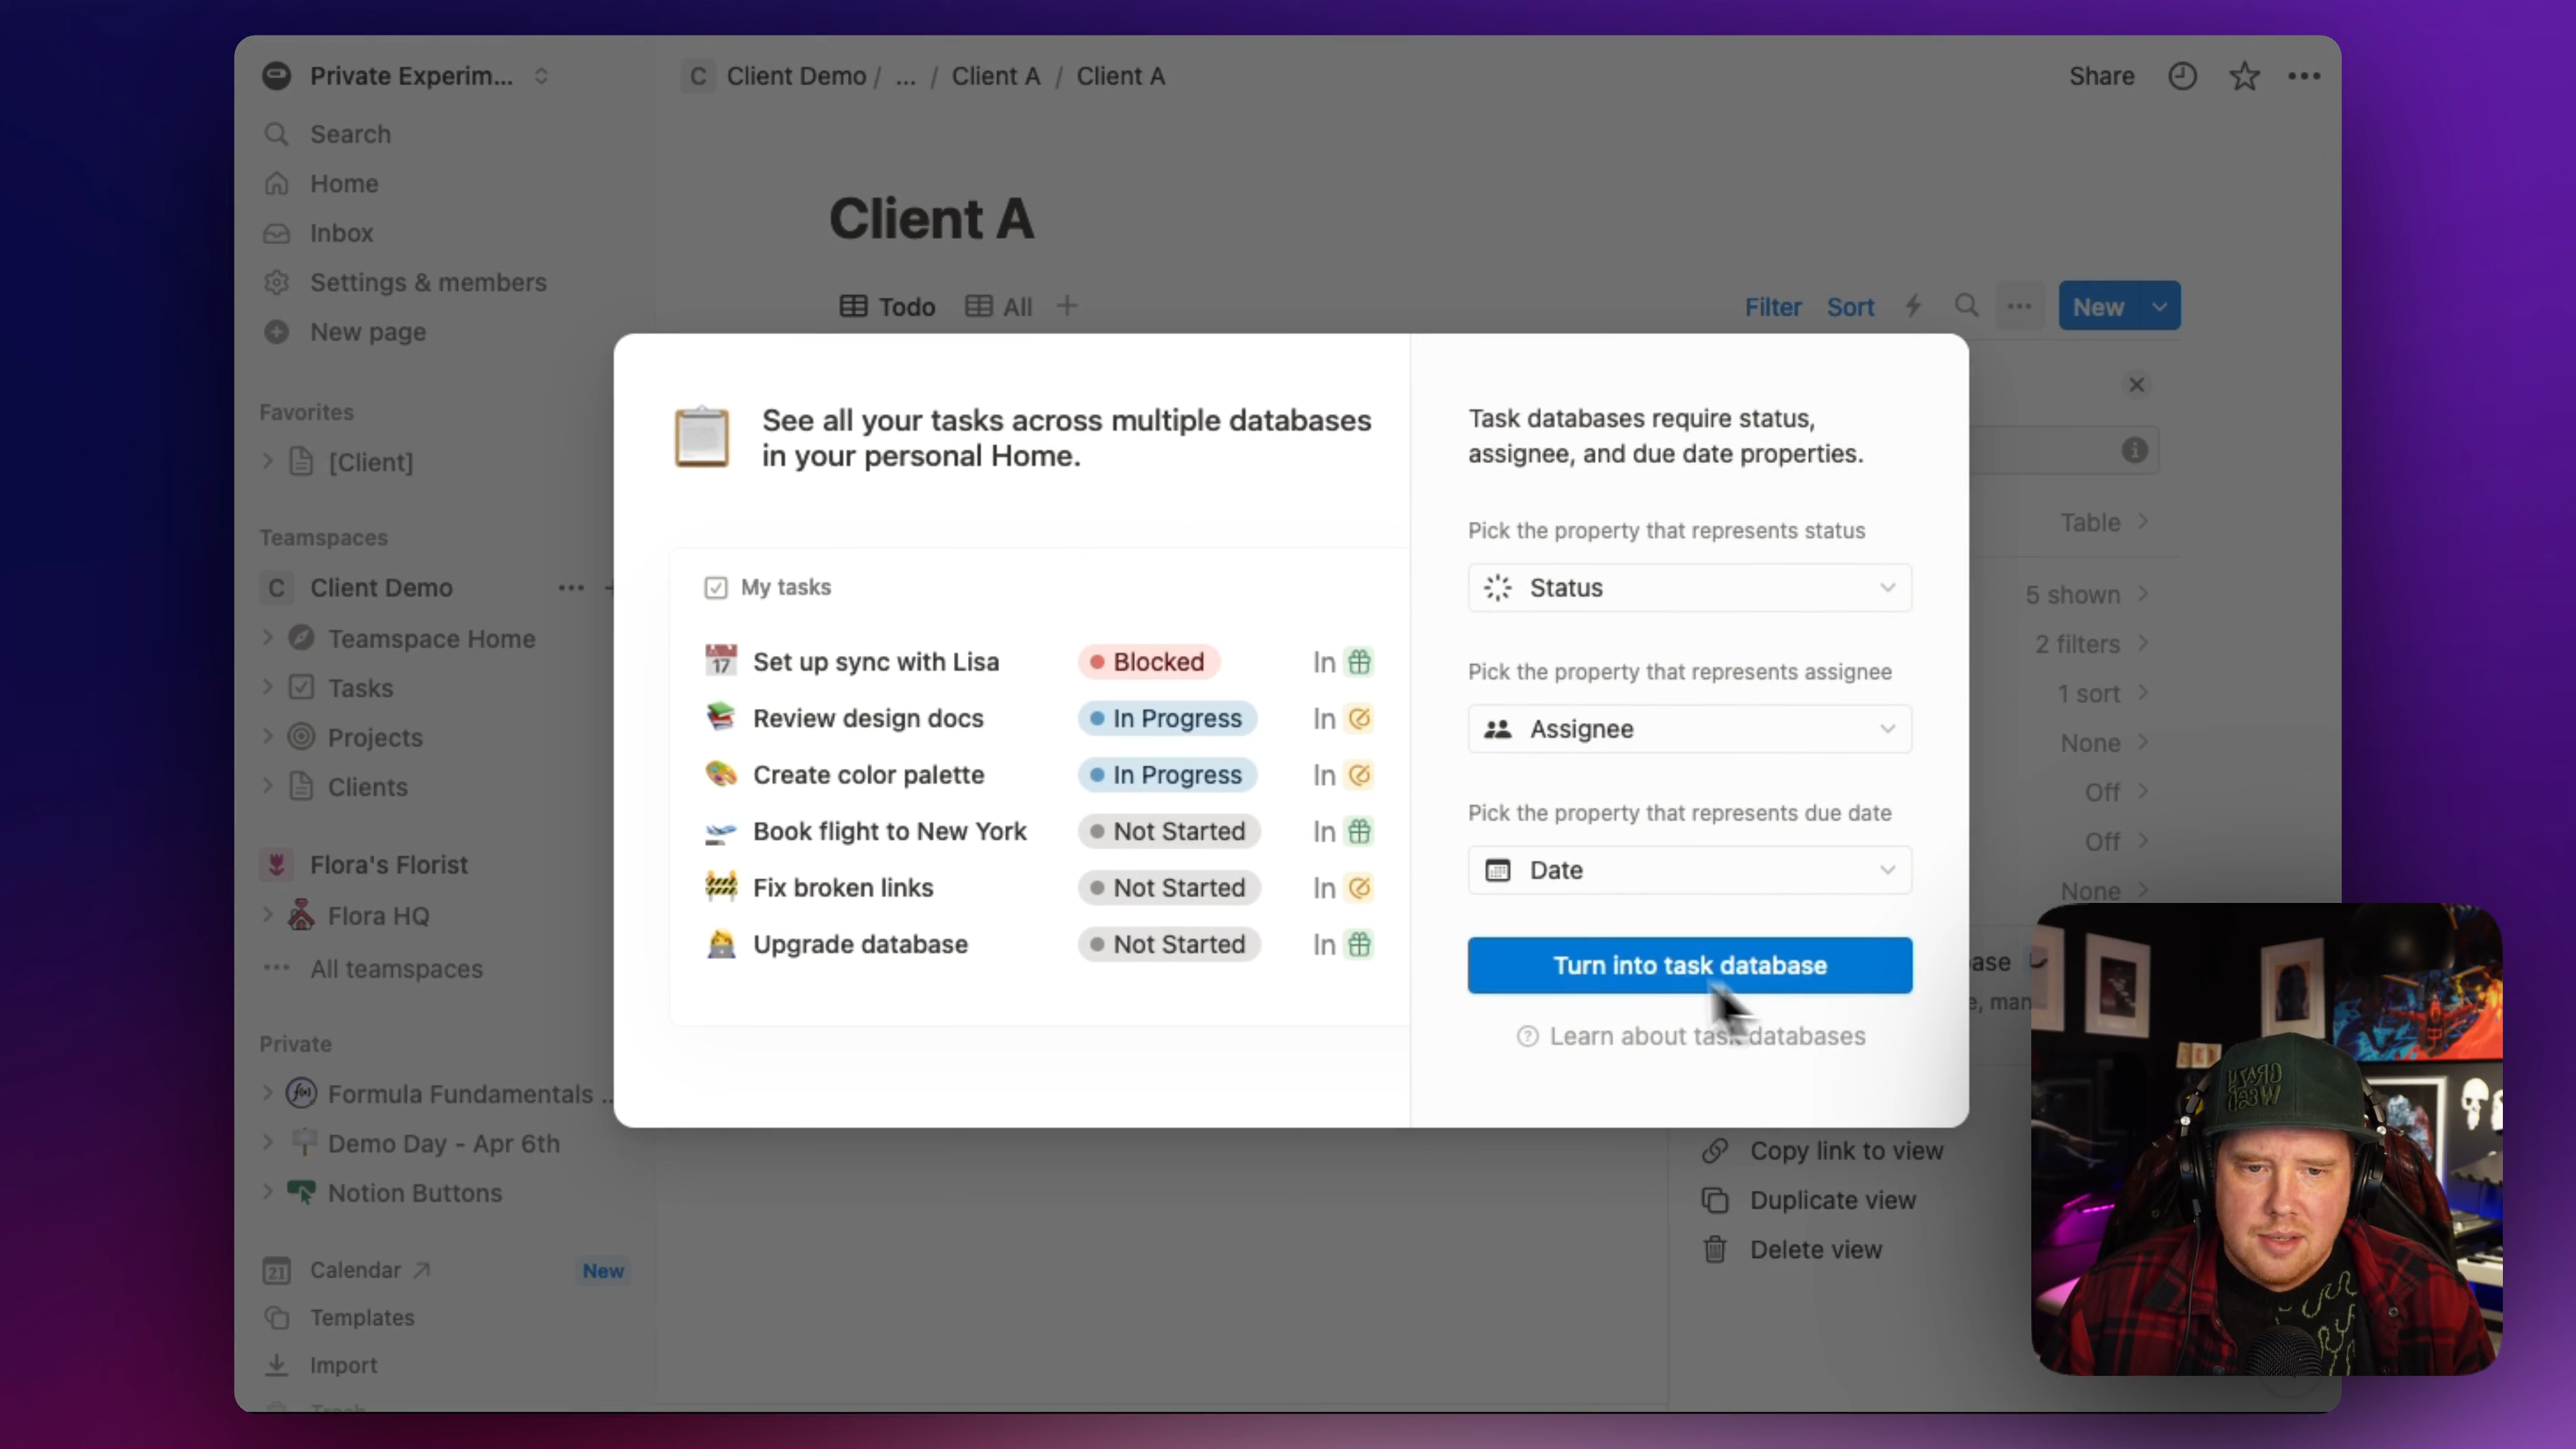 Private Experim...
Search
Home
Inbox
Settings & members
New page
Favorites
[Client]
Teamspaces
C Client Demo ...
Teamspace Home
Tasks
Projects
Clients
Flora's Florist
Flora HQ
... All teamspaces
Private
Formula Fundamentals ...
Demo Day - Apr 6th
Notion Buttons
21 Calendar New
Templates
Import
C Client Demo / ... / Client A / Client A
Share
Client A
Todo All +
Filter Sort New
See all your tasks across multiple databases
in your personal Home.
My tasks
17 Set up sync with Lisa Blocked In
Review design docs In Progress In
Create color palette In Progress In
Book flight to New York Not Started In
Fix broken links Not Started In
Upgrade database Not Started In
Task databases require status,
assignee, and due date properties.
Pick the property that represents status
Status
Pick the property that represents assignee
Assignee
Pick the property that represents due date
Date
Turn into task database
Learn about task databases
Table
5 shown
2 filters
1 sort
None
Off
Off
None
Copy link to view
Duplicate view
Delete view